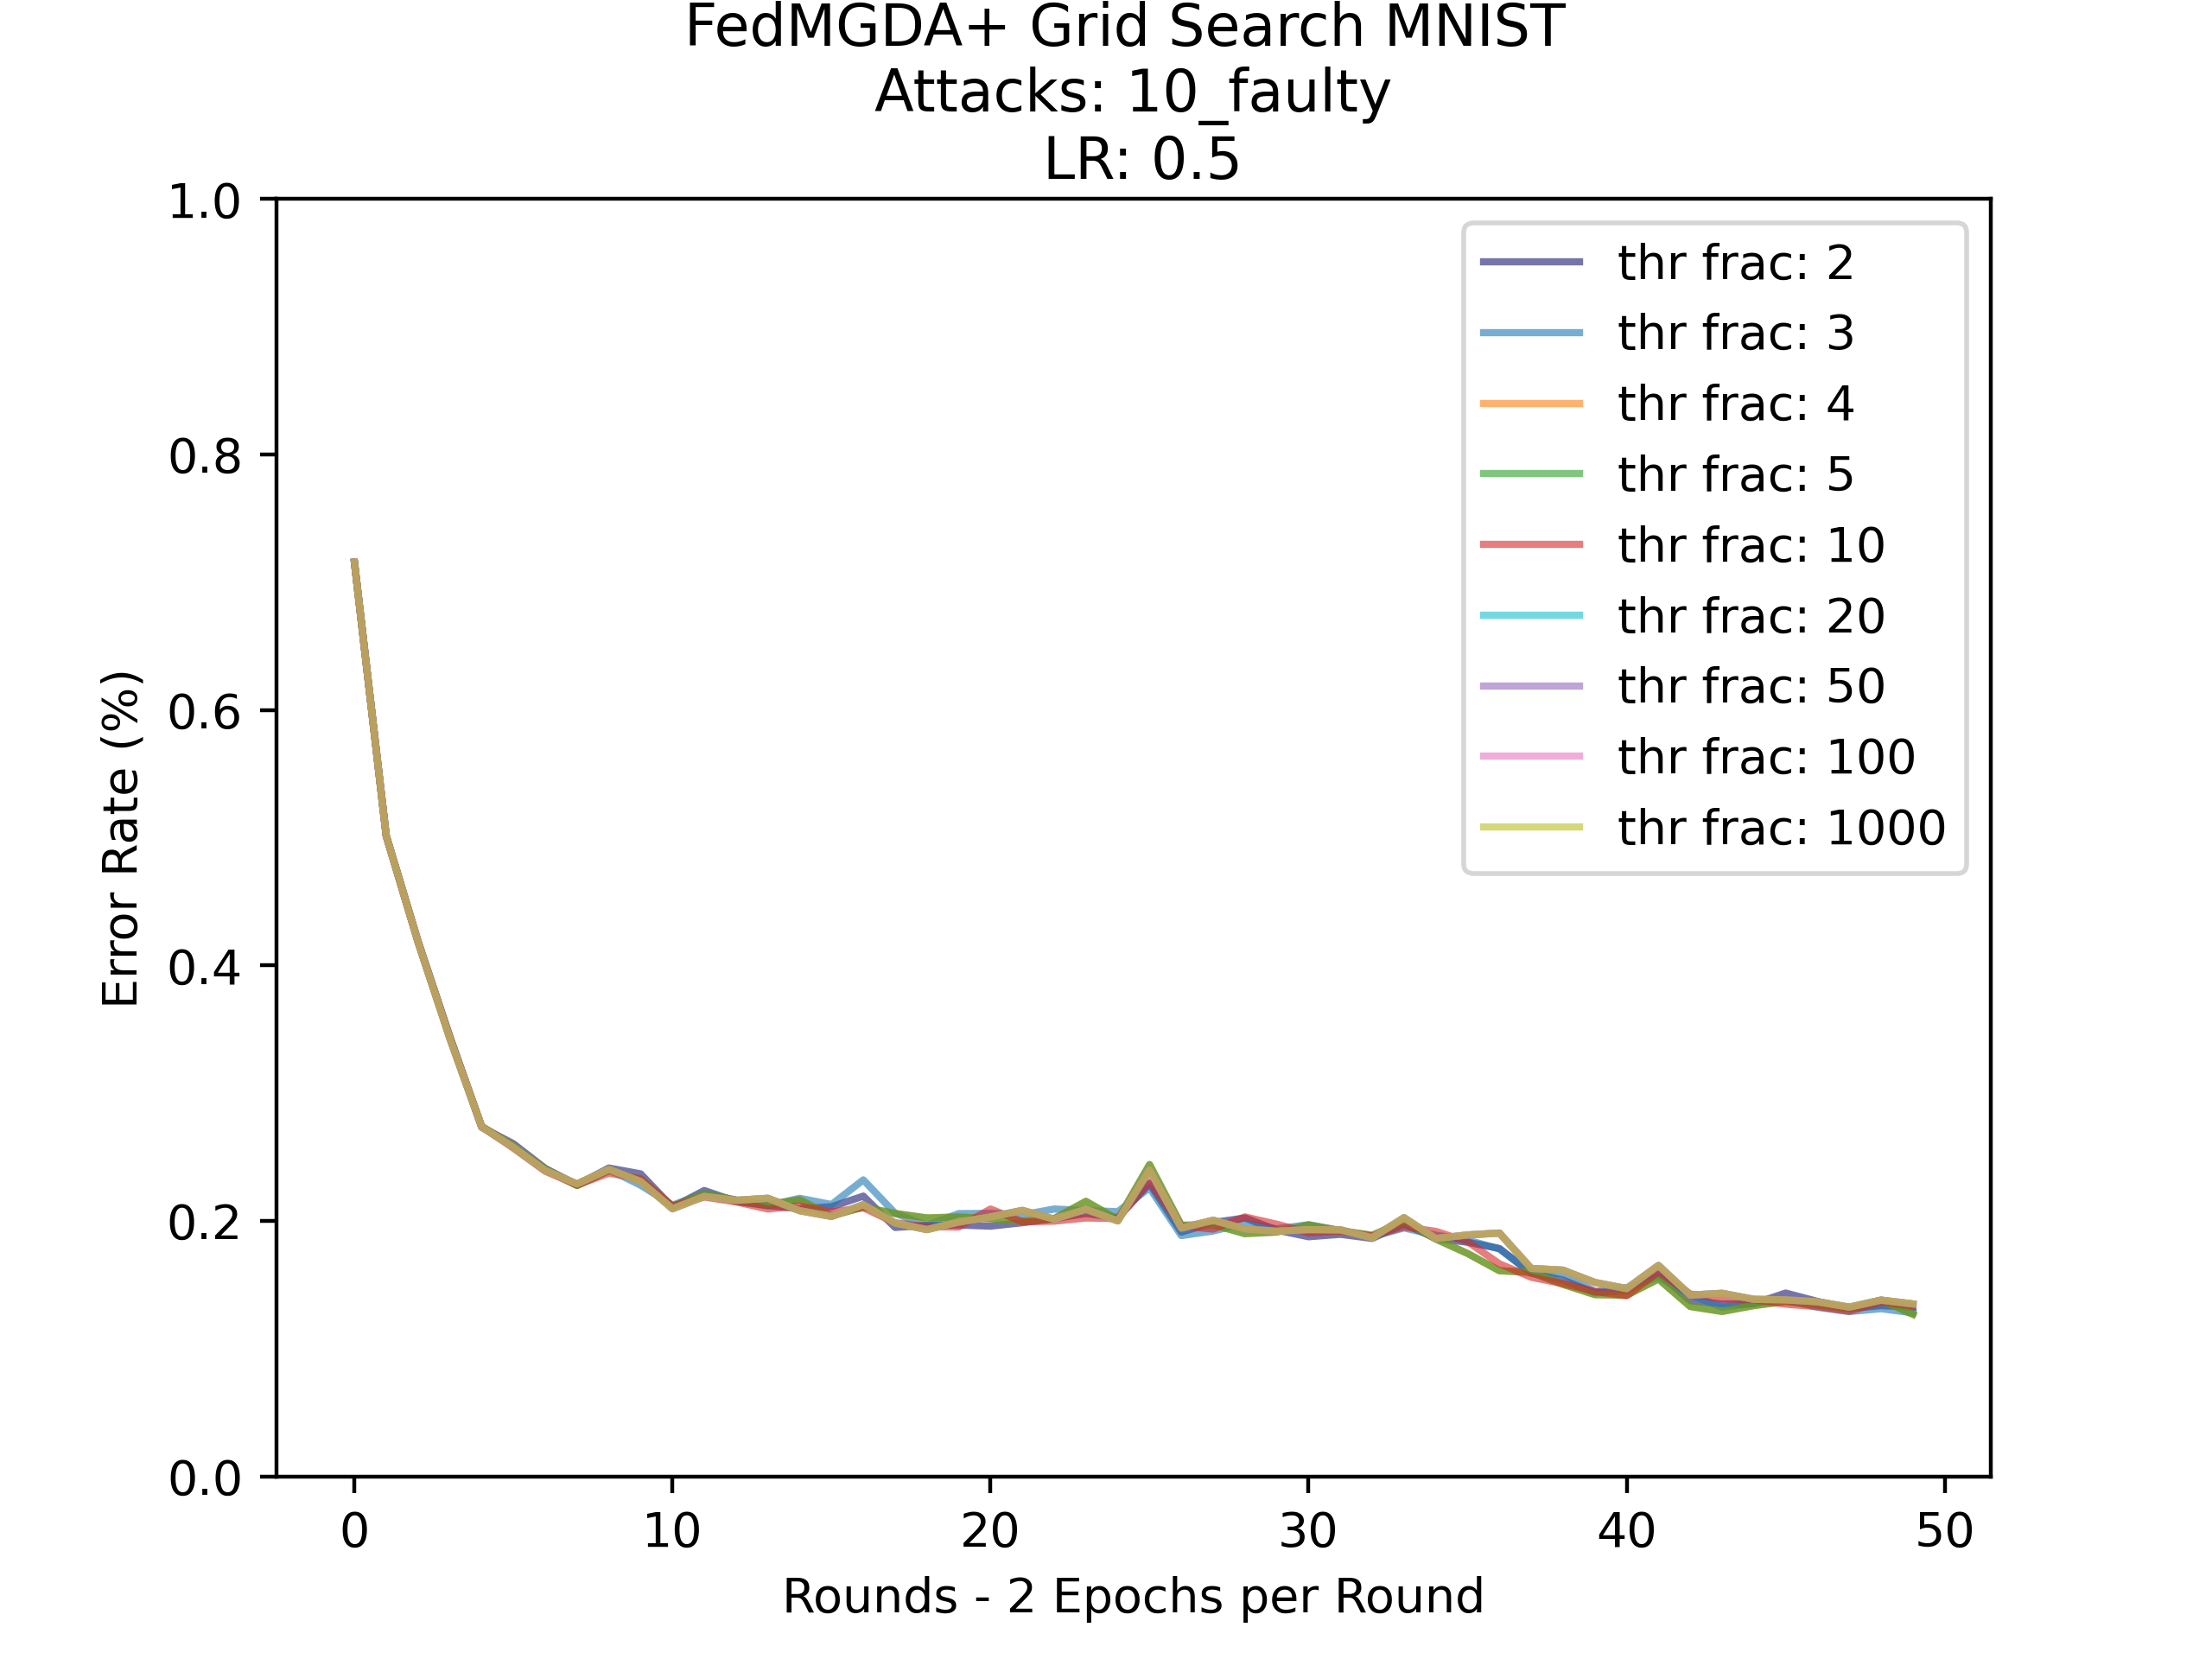 FedMGDA+ Grid Search MNIST
Attacks: 10_faulty
LR: 0.5
1.0
0.8
0.6
0.4
0.2
0.0
Error Rate (%)
thr frac: 2
thr frac: 3
thr frac: 4
thr frac: 5
thr frac: 10
thr frac: 20
thr frac: 50
thr frac: 100
thr frac: 1000
0 10 20 30 40 50
Rounds - 2 Epochs per Round